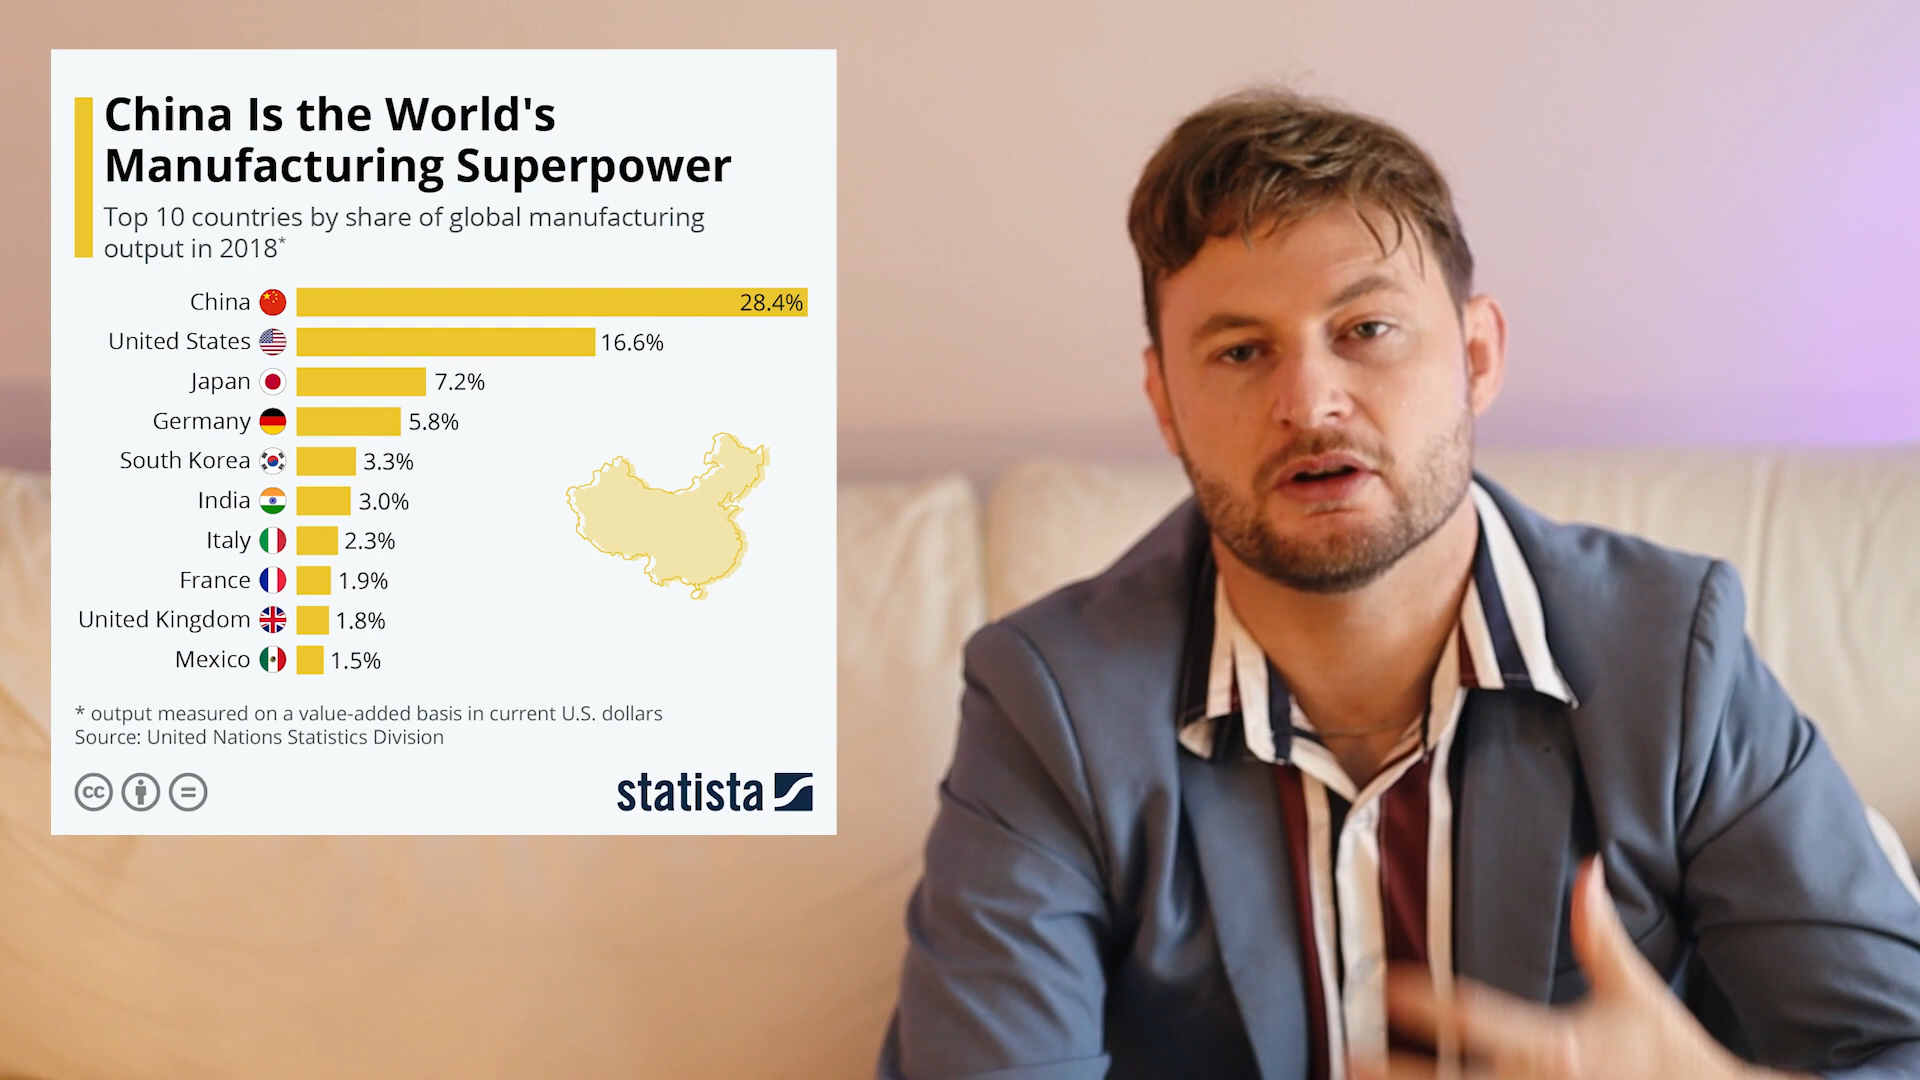 China Is the World's
Manufacturing Superpower
Top 10 countries by share of global manufacturing
output in 2018*
China 28.4%
United States 16.6%
Japan 7.2%
Germany 5.8%
South Korea 3.3%
India 3.0%
Italy 2.3%
France 1.9%
United Kingdom 1.8%
Mexico 1.5%
* output measured on a value-added basis in current U.S. dollars
Source: United Nations Statistics Division
cc
statista